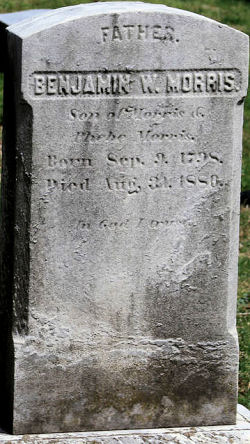 FATHER.
BENJAMIN W. MORRIS.
Son of Morris &
Phebe Morris.
Born Sep. 9. 1798.
Died Aug. 31. 1880.
In God I